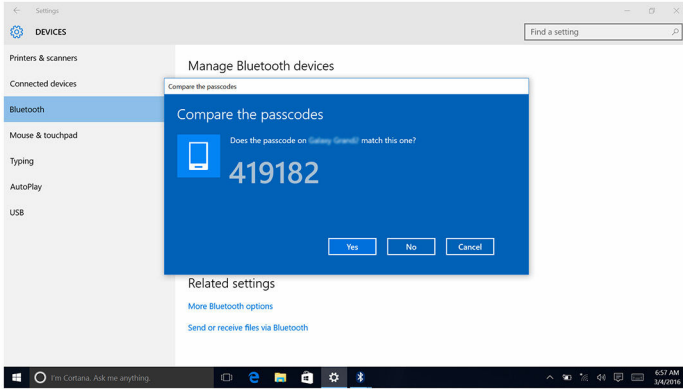 Settings
DEVICES
Find a setting
Printers & scanners
Connected devices
Bluetooth
Mouse & touchpad
Typing
AutoPlay
USB
Manage Bluetooth devices
Compare the passcodes
Compare the passcodes
Does the passcode on Galaxy Grand2 match this one?
419182
Yes
No
Cancel
Related settings
More Bluetooth options
Send or receive files via Bluetooth
I'm Cortana. Ask me anything.
6:57 AM
3/4/2016